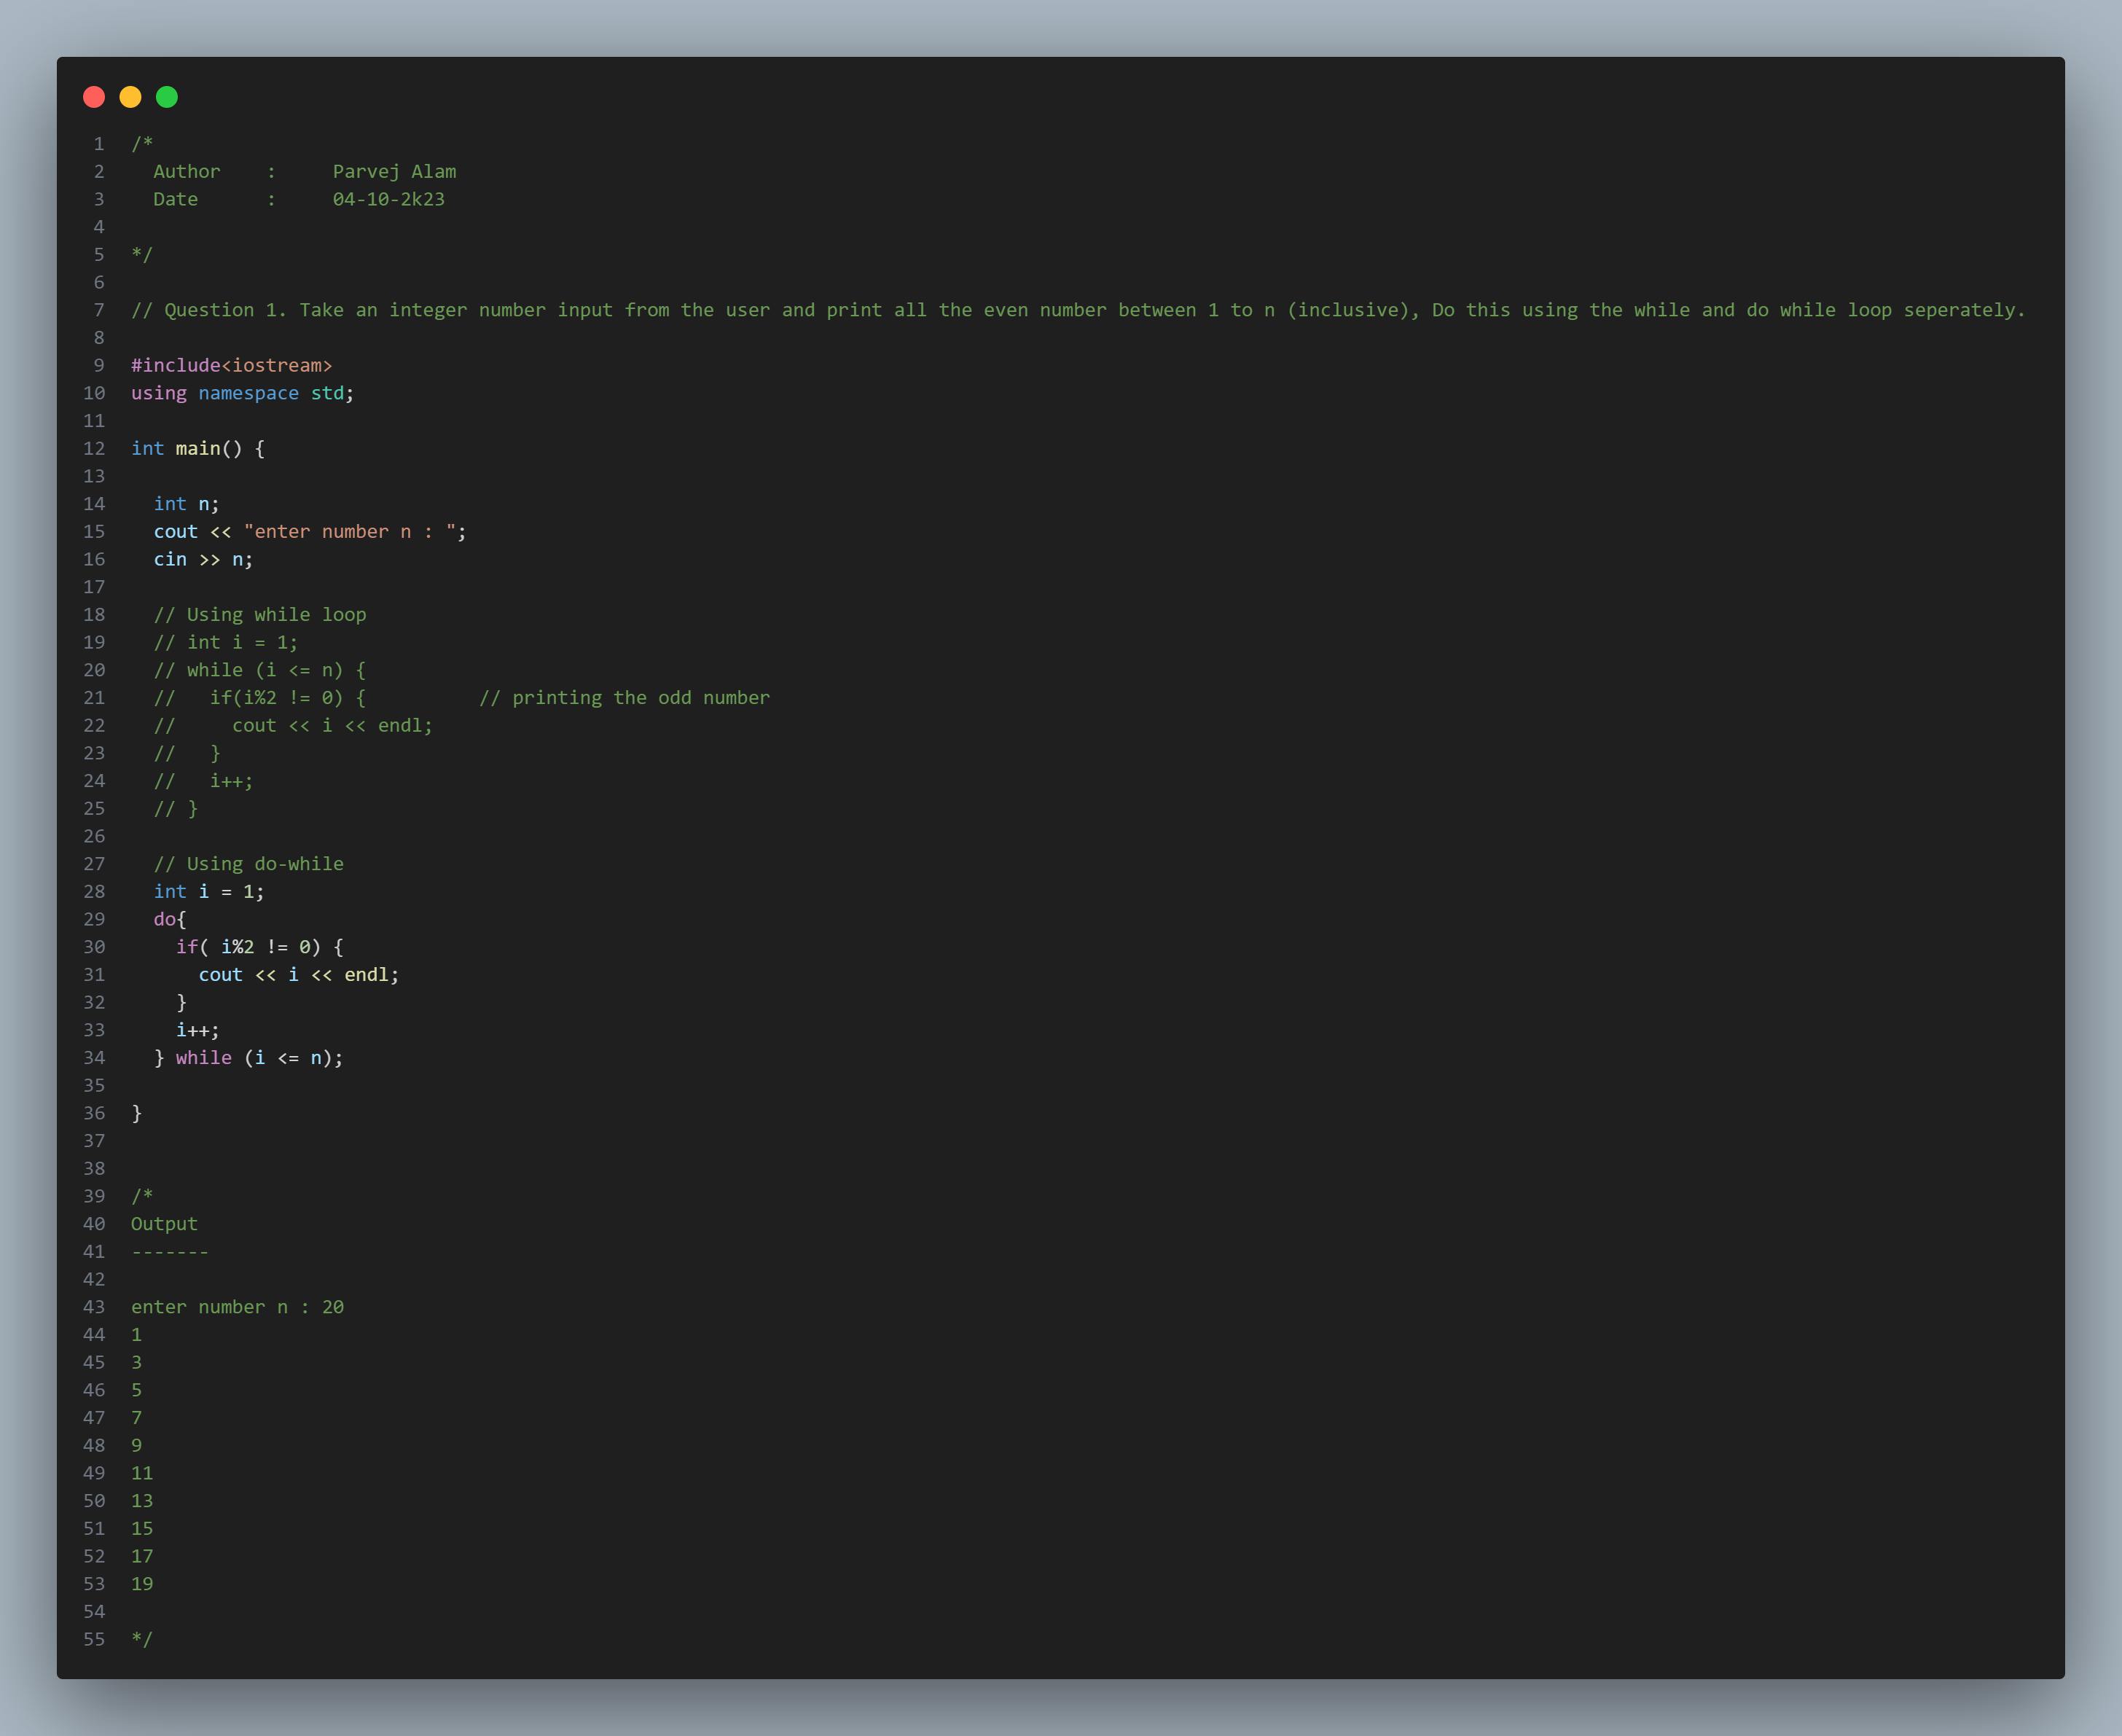 1 /*
2   Author    :     Parvej Alam
3   Date      :     04-10-2k23
4
5 */
6
7 // Question 1. Take an integer number input from the user and print all the even number between 1 to n (inclusive), Do this using the while and do while loop seperately.
8
9 #include<iostream>
10 using namespace std;
11
12 int main() {
13
14   int n;
15   cout << "enter number n : ";
16   cin >> n;
17
18   // Using while loop
19   // int i = 1;
20   // while (i <= n) {
21   //   if(i%2 != 0) {          // printing the odd number
22   //     cout << i << endl;
23   //   }
24   //   i++;
25   // }
26
27   // Using do-while
28   int i = 1;
29   do{
30     if( i%2 != 0) {
31       cout << i << endl;
32     }
33     i++;
34   } while (i <= n);
35
36 }
37
38
39 /*
40 Output
41 -------
42
43 enter number n : 20
44 1
45 3
46 5
47 7
48 9
49 11
50 13
51 15
52 17
53 19
54
55 */